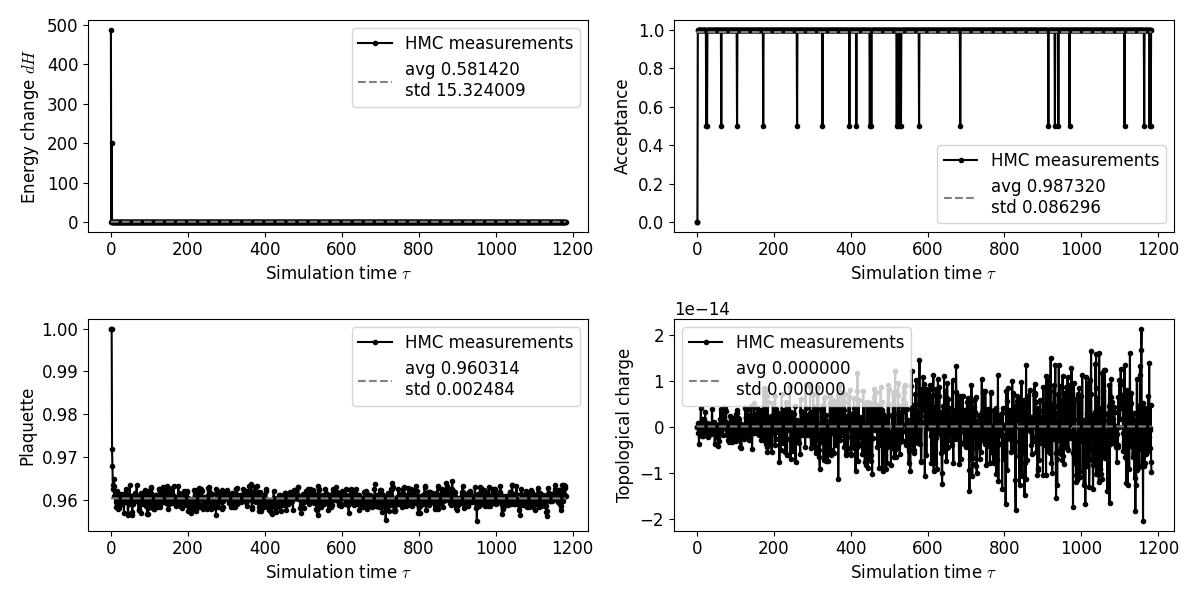 500
400
300
200
100
0
Energy change dH
HMC measurements
avg 0.581420
std 15.324009
0 200 400 600 800 1000 1200
Simulation time τ
1.0
0.8
0.6
0.4
0.2
0.0
Acceptance
HMC measurements
avg 0.987320
std 0.086296
0 200 400 600 800 1000 1200
Simulation time τ
1.00
0.99
0.98
0.97
0.96
Plaquette
HMC measurements
avg 0.960314
std 0.002484
0 200 400 600 800 1000 1200
Simulation time τ
1e−14
2
1
0
−1
−2
Topological charge
HMC measurements
avg 0.000000
std 0.000000
0 200 400 600 800 1000 1200
Simulation time τ